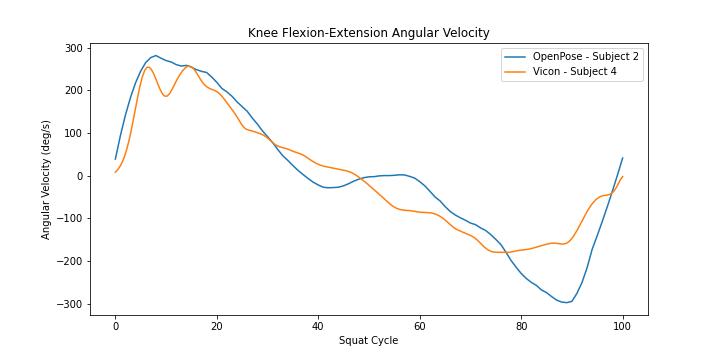 Knee Flexion-Extension Angular Velocity
OpenPose - Subject 2
Vicon - Subject 4
Angular Velocity (deg/s)
300
200
100
0
−100
−200
−300
0 20 40 60 80 100
Squat Cycle